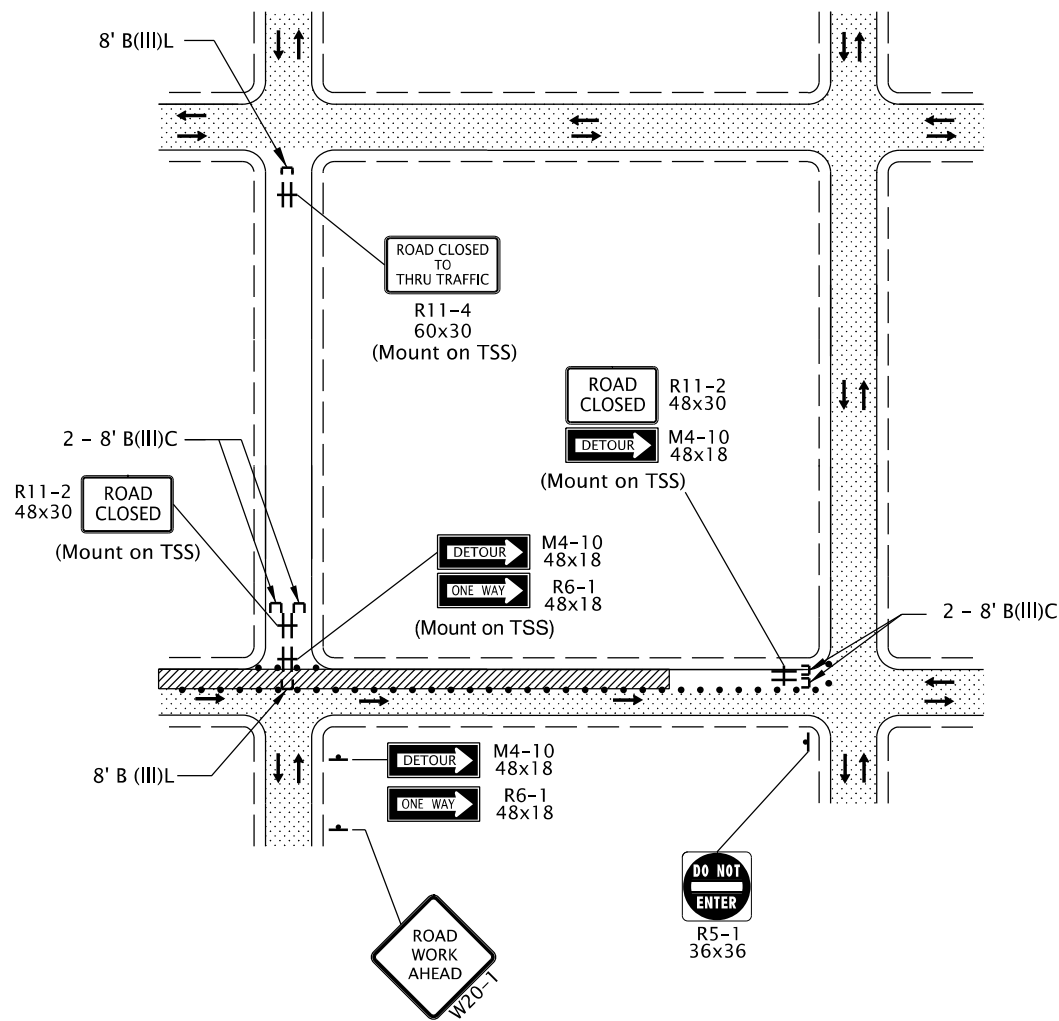 8' B(III)L
ROAD CLOSED
TO
THRU TRAFFIC
R11-4
60x30
(Mount on TSS)
ROAD
CLOSED
R11-2
48x30
DETOUR
M4-10
48x18
(Mount on TSS)
2 - 8' B(III)C
R11-2
48x30
ROAD
CLOSED
(Mount on TSS)
DETOUR
M4-10
48x18
ONE WAY
R6-1
48x18
(Mount on TSS)
2 - 8' B(III)C
8' B (III)L
DETOUR
M4-10
48x18
ONE WAY
R6-1
48x18
DO NOT
ENTER
R5-1
36x36
ROAD
WORK
AHEAD
W20-1